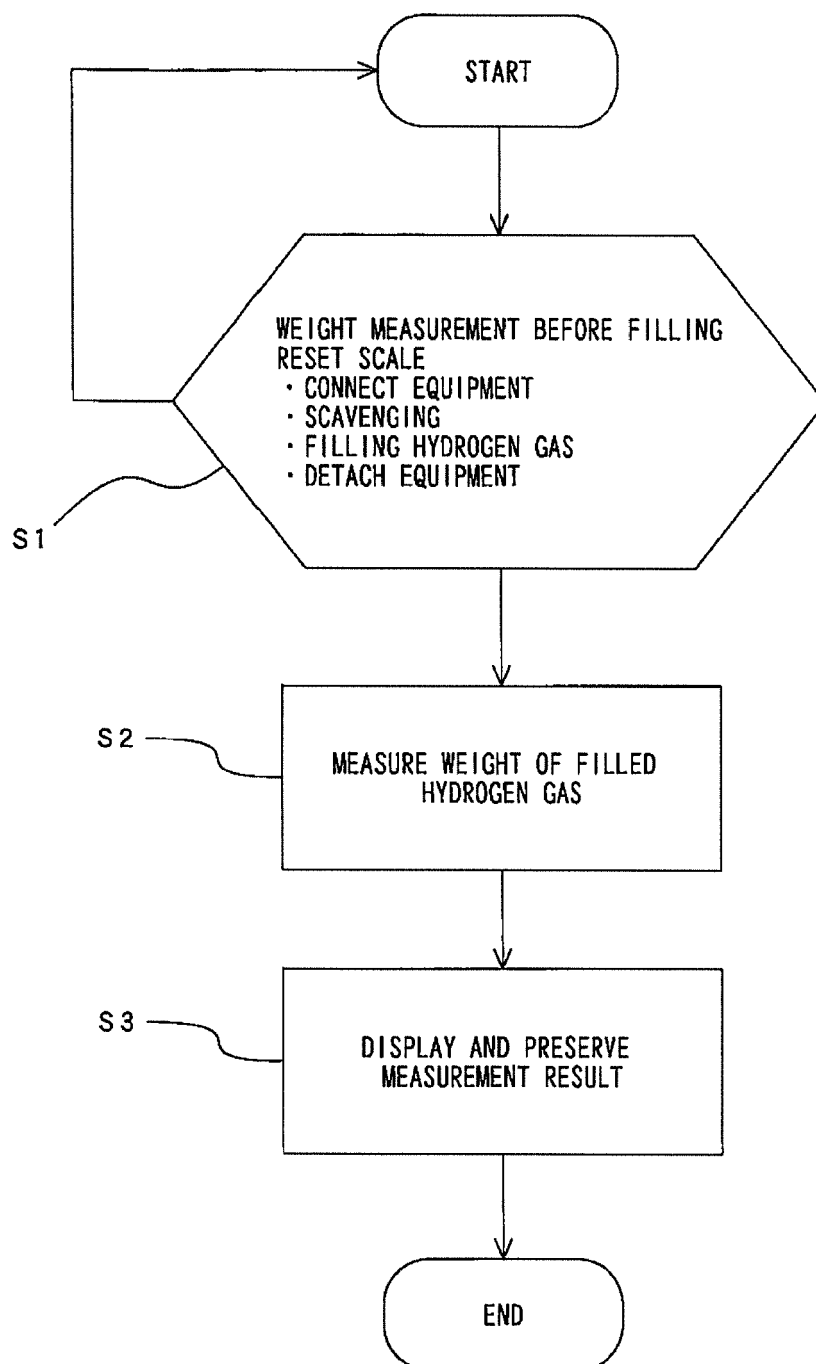 START
WEIGHT MEASUREMENT BEFORE FILLING
RESET SCALE
・CONNECT EQUIPMENT
・SCAVENGING
・FILLING HYDROGEN GAS
・DETACH EQUIPMENT
S1
S2
MEASURE WEIGHT OF FILLED
HYDROGEN GAS
S3
DISPLAY AND PRESERVE
MEASUREMENT RESULT
END